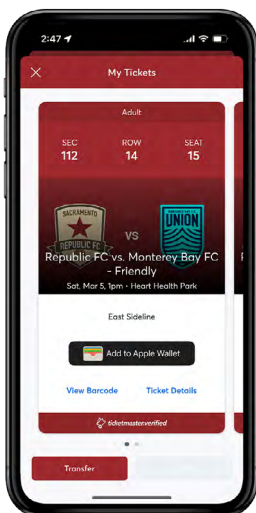 2:47
My Tickets
Adult
SEC ROW SEAT
112 14 15
SACRAMENTO
REPUBLIC FC
VS
UNION
Republic FC vs. Monterey Bay FC
- Friendly
Sat, Mar 5, 1pm • Heart Health Park
East Sideline
Add to Apple Wallet
View Barcode Ticket Details
ticketmasterverified
Transfer